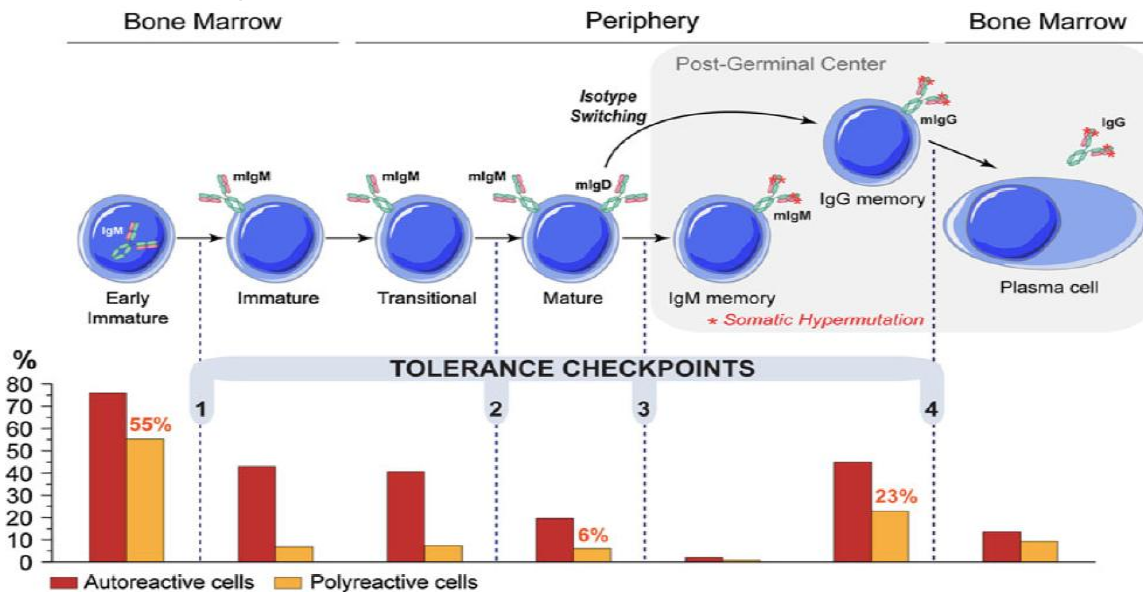 Bone Marrow
Periphery
Bone Marrow
Post-Germinal Center
Isotype
Switching
mIgG
IgG
mIgM
mIgM
mIgM
mIgD
IgM
mIgM
IgG memory
Early
Immature
Immature
Transitional
Mature
IgM memory
Plasma cell
* Somatic Hypermutation
%
TOLERANCE CHECKPOINTS
1
2
3
4
80
70
60
50
40
30
20
10
0
55%
6%
23%
Autoreactive cells
Polyreactive cells